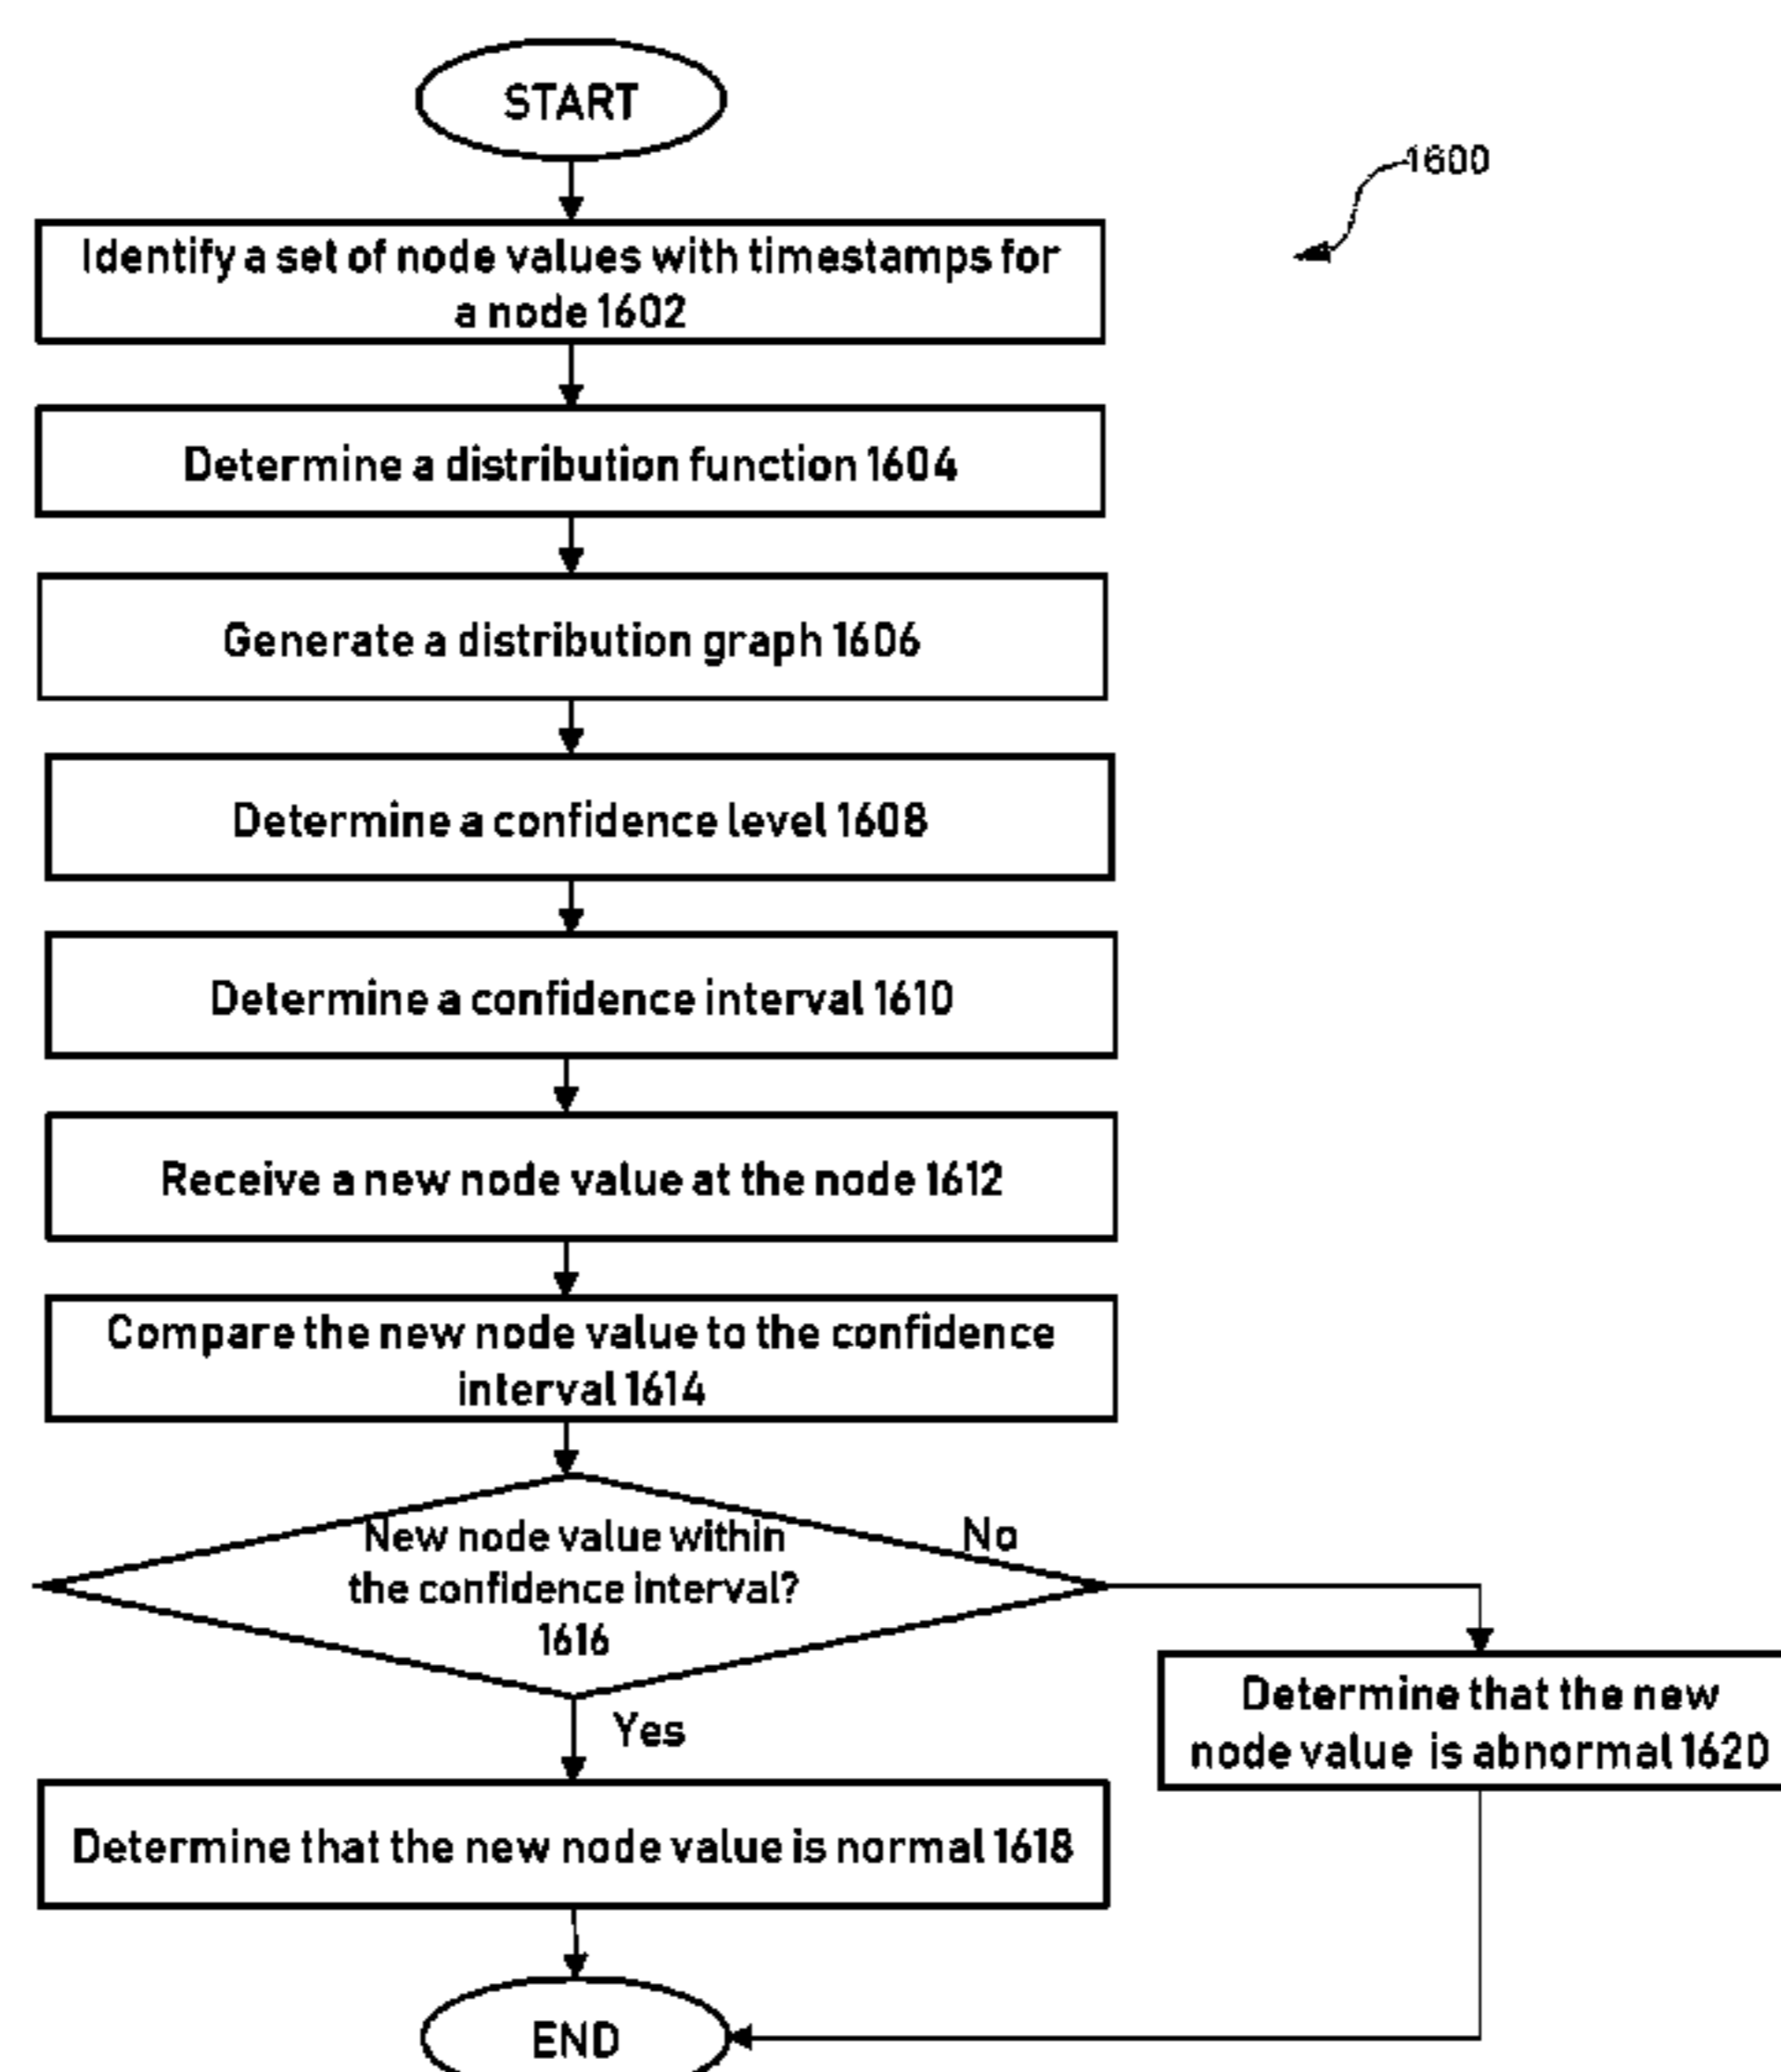 START
1600
Identify a set of node values with timestamps for
a node 1602
Determine a distribution function 1604
Generate a distribution graph 1606
Determine a confidence level 1608
Determine a confidence interval 1610
Receive a new node value at the node 1612
Compare the new node value to the confidence
interval 1614
New node value within
the confidence interval?
1616
No
Yes
Determine that the new
node value is abnormal 1620
Determine that the new node value is normal 1618
END